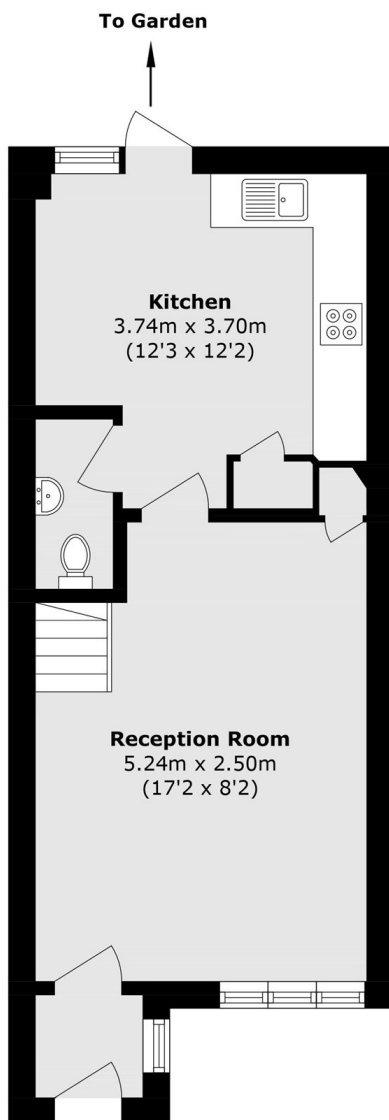 To Garden
Kitchen
3.74m x 3.70m
(12'3 x 12'2)
Reception Room
5.24m x 2.50m
(17'2 x 8'2)